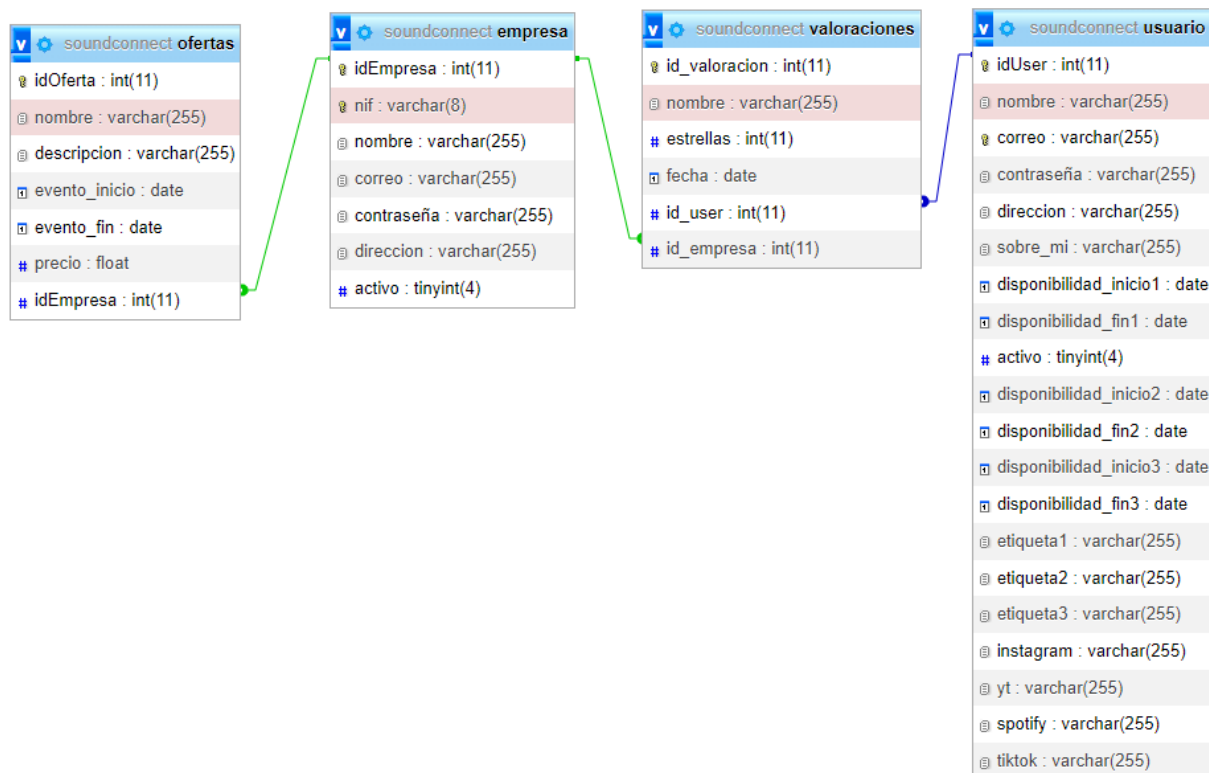 soundconnect ofertas
idOferta : int(11)
nombre : varchar(255)
descripcion : varchar(255)
evento_inicio : date
evento_fin : date
precio : float
idEmpresa : int(11)
soundconnect empresa
idEmpresa : int(11)
nif : varchar(8)
nombre : varchar(255)
correo : varchar(255)
contraseña : varchar(255)
direccion : varchar(255)
activo : tinyint(4)
soundconnect valoraciones
id_valoracion : int(11)
nombre : varchar(255)
estrellas : int(11)
fecha : date
id_user : int(11)
id_empresa : int(11)
soundconnect usuario
idUser : int(11)
nombre : varchar(255)
correo : varchar(255)
contraseña : varchar(255)
direccion : varchar(255)
sobre_mi : varchar(255)
disponibilidad_inicio1 : date
disponibilidad_fin1 : date
activo : tinyint(4)
disponibilidad_inicio2 : date
disponibilidad_fin2 : date
disponibilidad_inicio3 : date
disponibilidad_fin3 : date
etiqueta1 : varchar(255)
etiqueta2 : varchar(255)
etiqueta3 : varchar(255)
instagram : varchar(255)
yt : varchar(255)
spotify : varchar(255)
tiktok : varchar(255)